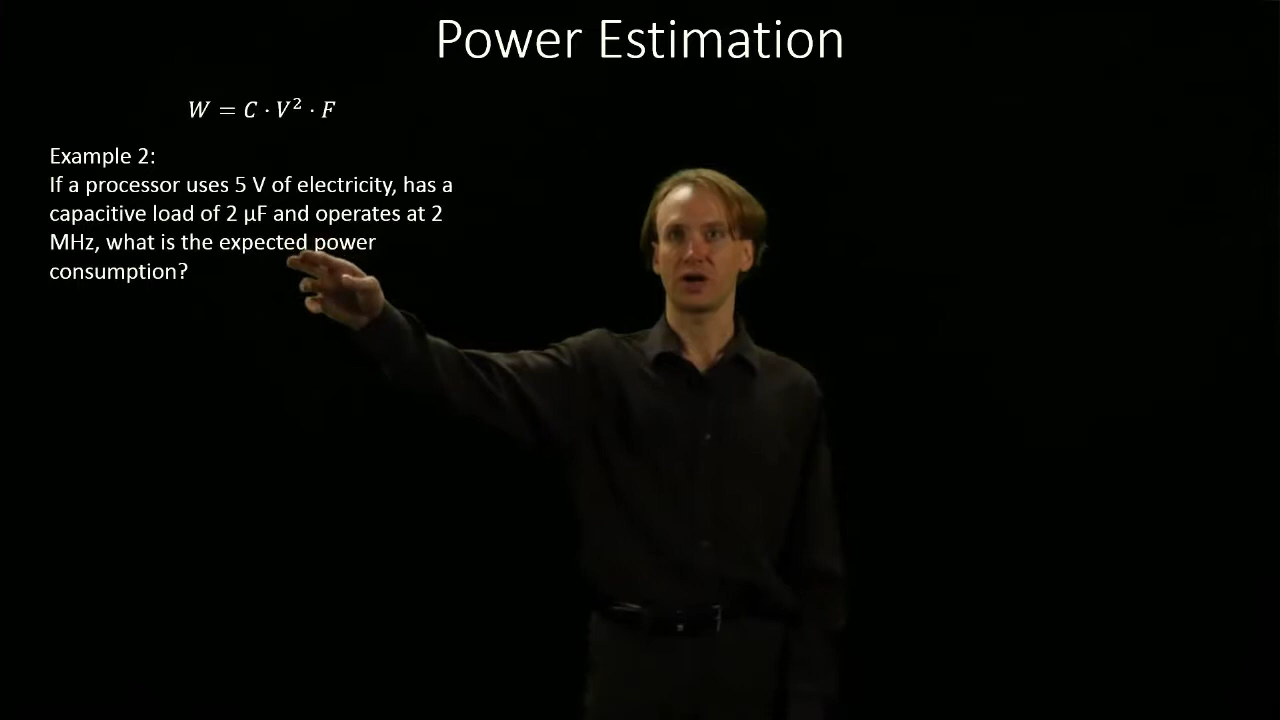 Power Estimation
W = C · V² · F
Example 2:
If a processor uses 5 V of electricity, has a
capacitive load of 2 μF and operates at 2
MHz, what is the expected power
consumption?